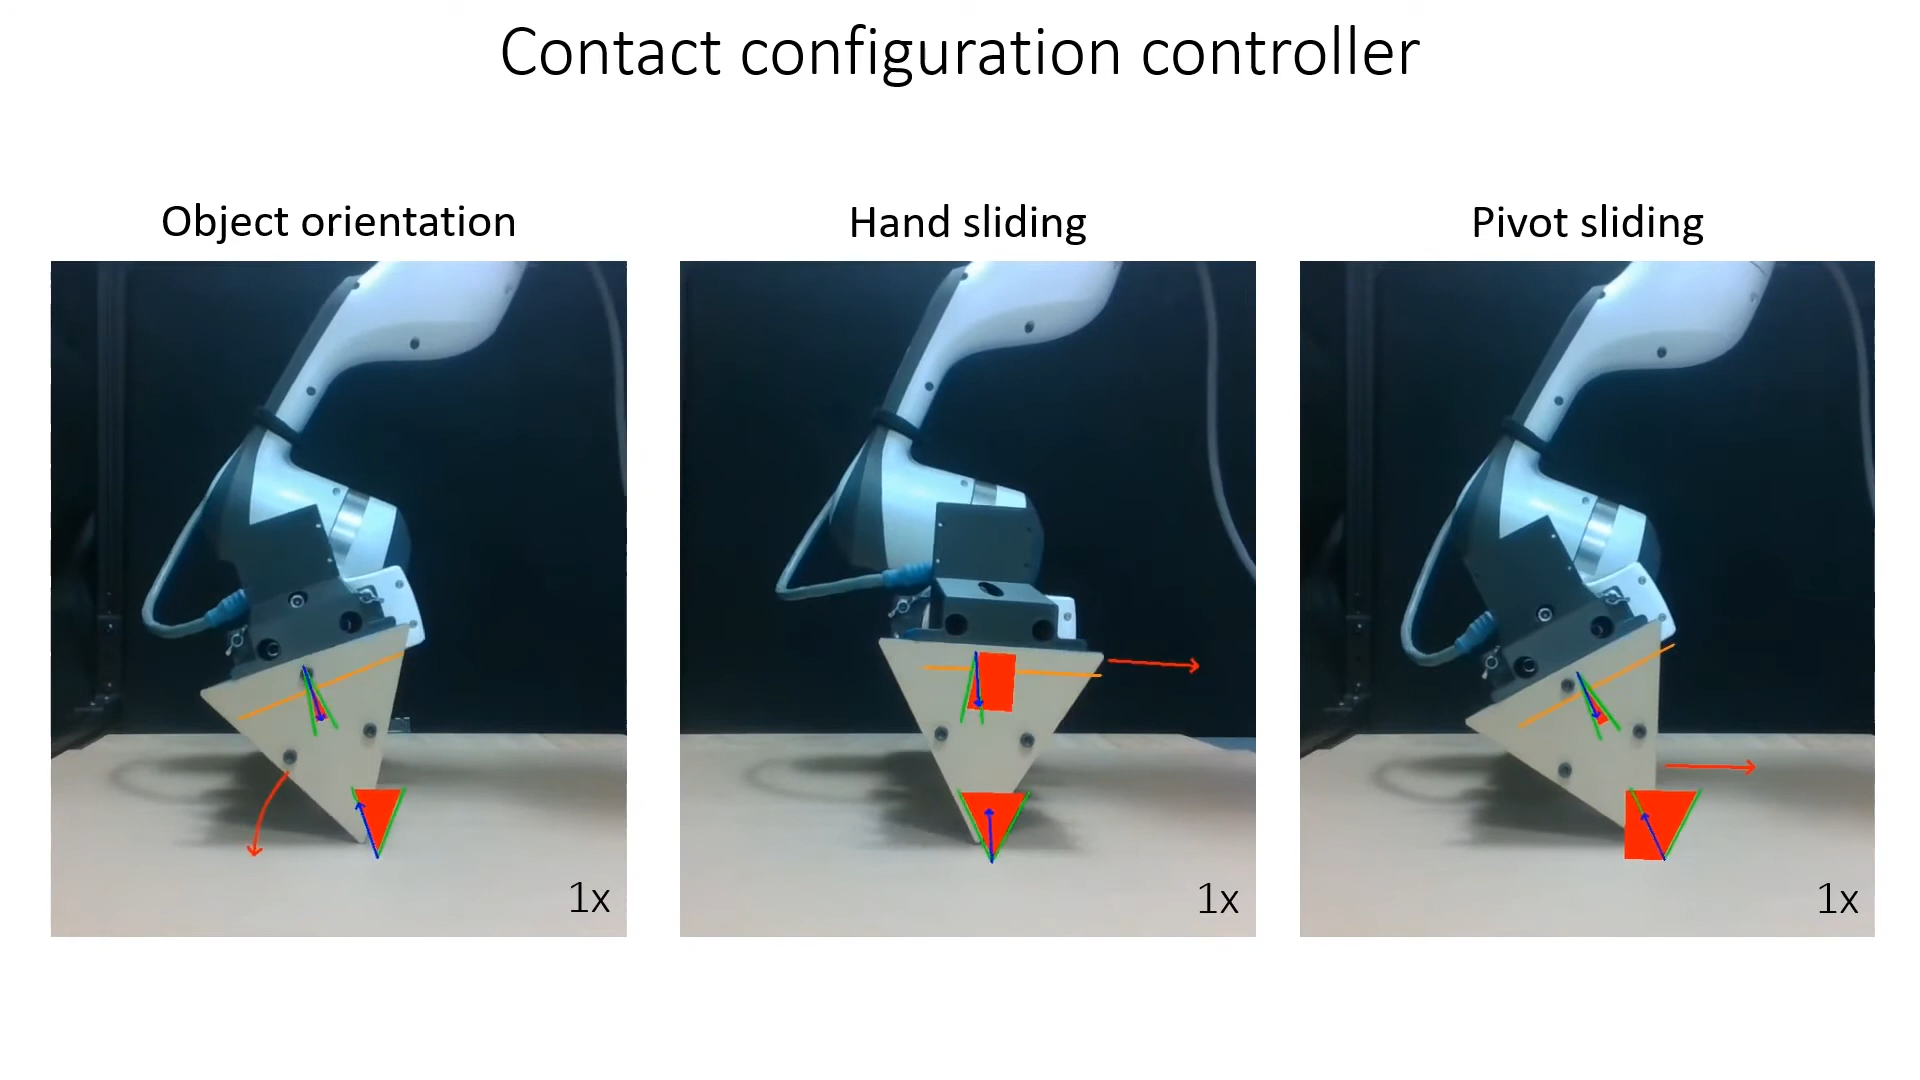 Contact configuration controller
Object orientation
Hand sliding
Pivot sliding
1x
1x
1x